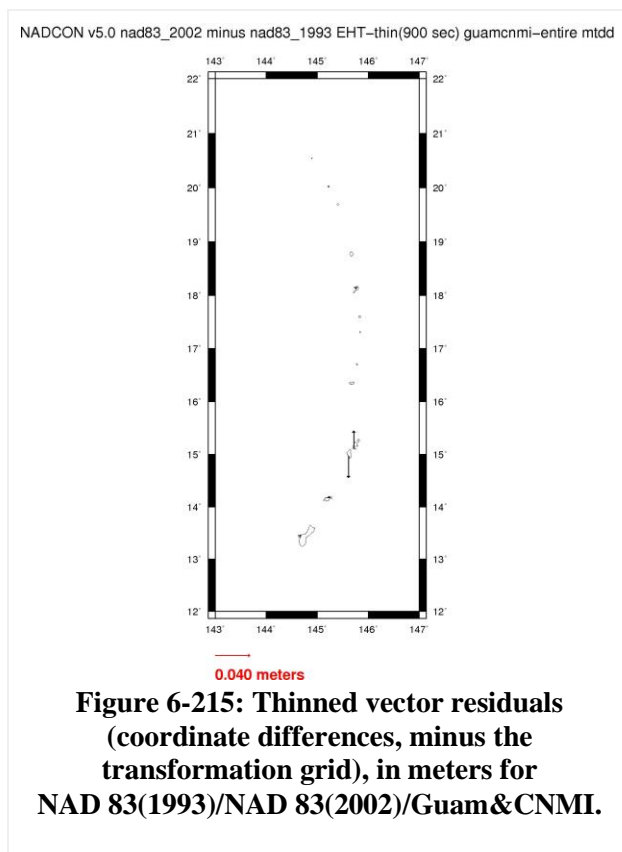 NADCON v5.0 nad83_2002 minus nad83_1993 EHT−thin(900 sec) guamcnmi−entire mtdd
143˚ 144˚ 145˚ 146˚ 147˚
22˚ 22˚
21˚ 21˚
20˚ 20˚
19˚ 19˚
18˚ 18˚
17˚ 17˚
16˚ 16˚
15˚ 15˚
14˚ 14˚
13˚ 13˚
12˚ 12˚
143˚ 144˚ 145˚ 146˚ 147˚
0.040 meters
Figure 6-215: Thinned vector residuals
(coordinate differences, minus the
transformation grid), in meters for
NAD 83(1993)/NAD 83(2002)/Guam&CNMI.